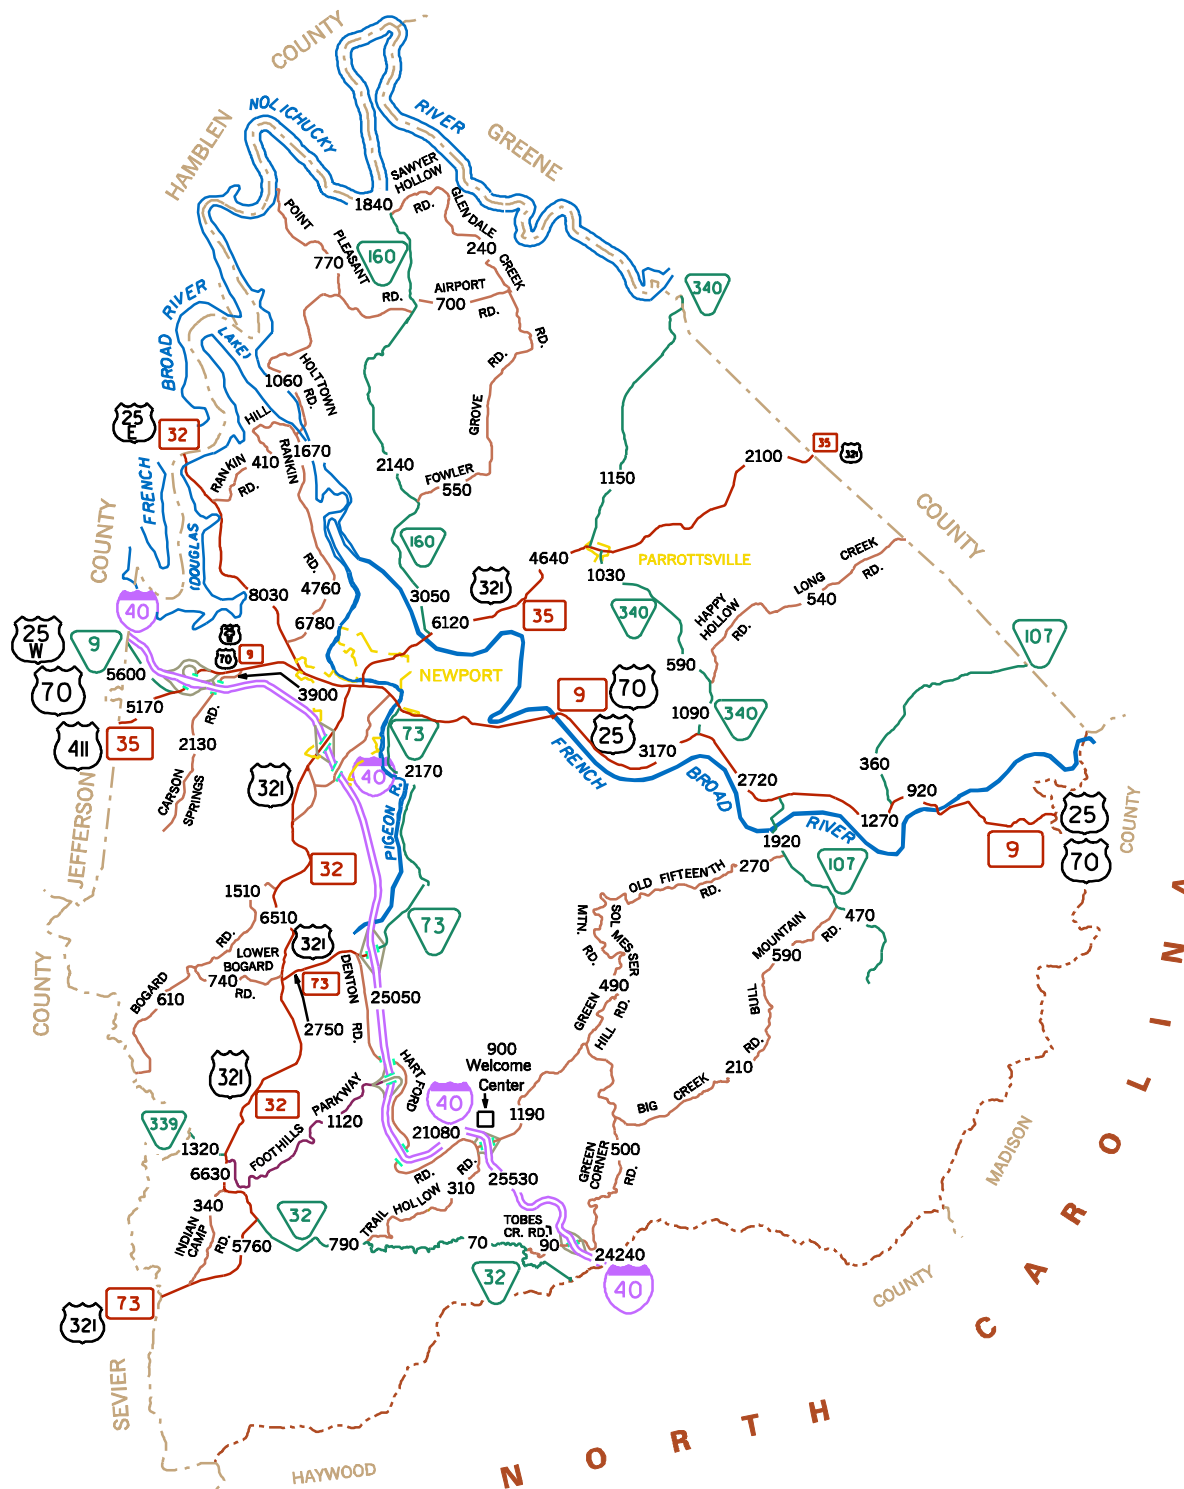 COUNTY
NOLICHUCKY
RIVER
HAMBLEN
GREENE
SAWYER
HOLLOW
RD.
1840
POINT
PLEASANT
RD.
GLENDALE
CREEK
RD.
240
160
770
AIRPORT
700
RD.
340
BROAD RIVER
LAKE)
HOLTTOWN
RD.
1060
RD.
25
E
32
HILL
GROVE
RANKIN
410
RANKIN
RD.
1670
2140
FOWLER
550
1150
2100
35
321
FRENCH
(DOUGLAS
COUNTY
COUNTY
160
4640
PARROTTSVILLE
1030
LONG CREEK
RD.
540
HAPPY
HOLLOW
RD.
321
35
RD.
4760
3050
8030
6780
6120
340
40
25
W
9
25
W
70
9
107
70
5600
5170
3900
NEWPORT
590
9
70
25
340
1090
411
35
RD.
2130
CARSON
SPRINGS
73
3170
FRENCH
BROAD
RIVER
2720
360
920
1270
321
40
2170
PIGEON R.
JEFFERSON
25
9
70
COUNTY
1920
107
32
1510
6510
OLD FIFTEENTH
RD.
270
MTN.
RD.
SOL MESSER
470
73
321
RD.
LOWER
BOGARD
740
RD.
BOGARD
610
73
DENTON
RD.
25050
2750
COUNTY
490
GREEN
HILL RD.
MOUNTAIN
RD.
590
BULL
RD.
210
BIG CREEK
321
32
900
Welcome
Center
HARTFORD
RD.
40
PARKWAY
FOOTHILLS
1120
1190
21080
339
1320
6630
500
GREEN
CORNER
RD.
25530
RD.
310
TRAIL HOLLOW
340
INDIAN
CAMP
RD.
32
5760
790
70
TOBES
CR. RD.
90
24240
32
40
73
321
MADISON
COUNTY
SEVIER
HAYWOOD
NORTH
CAROLINA